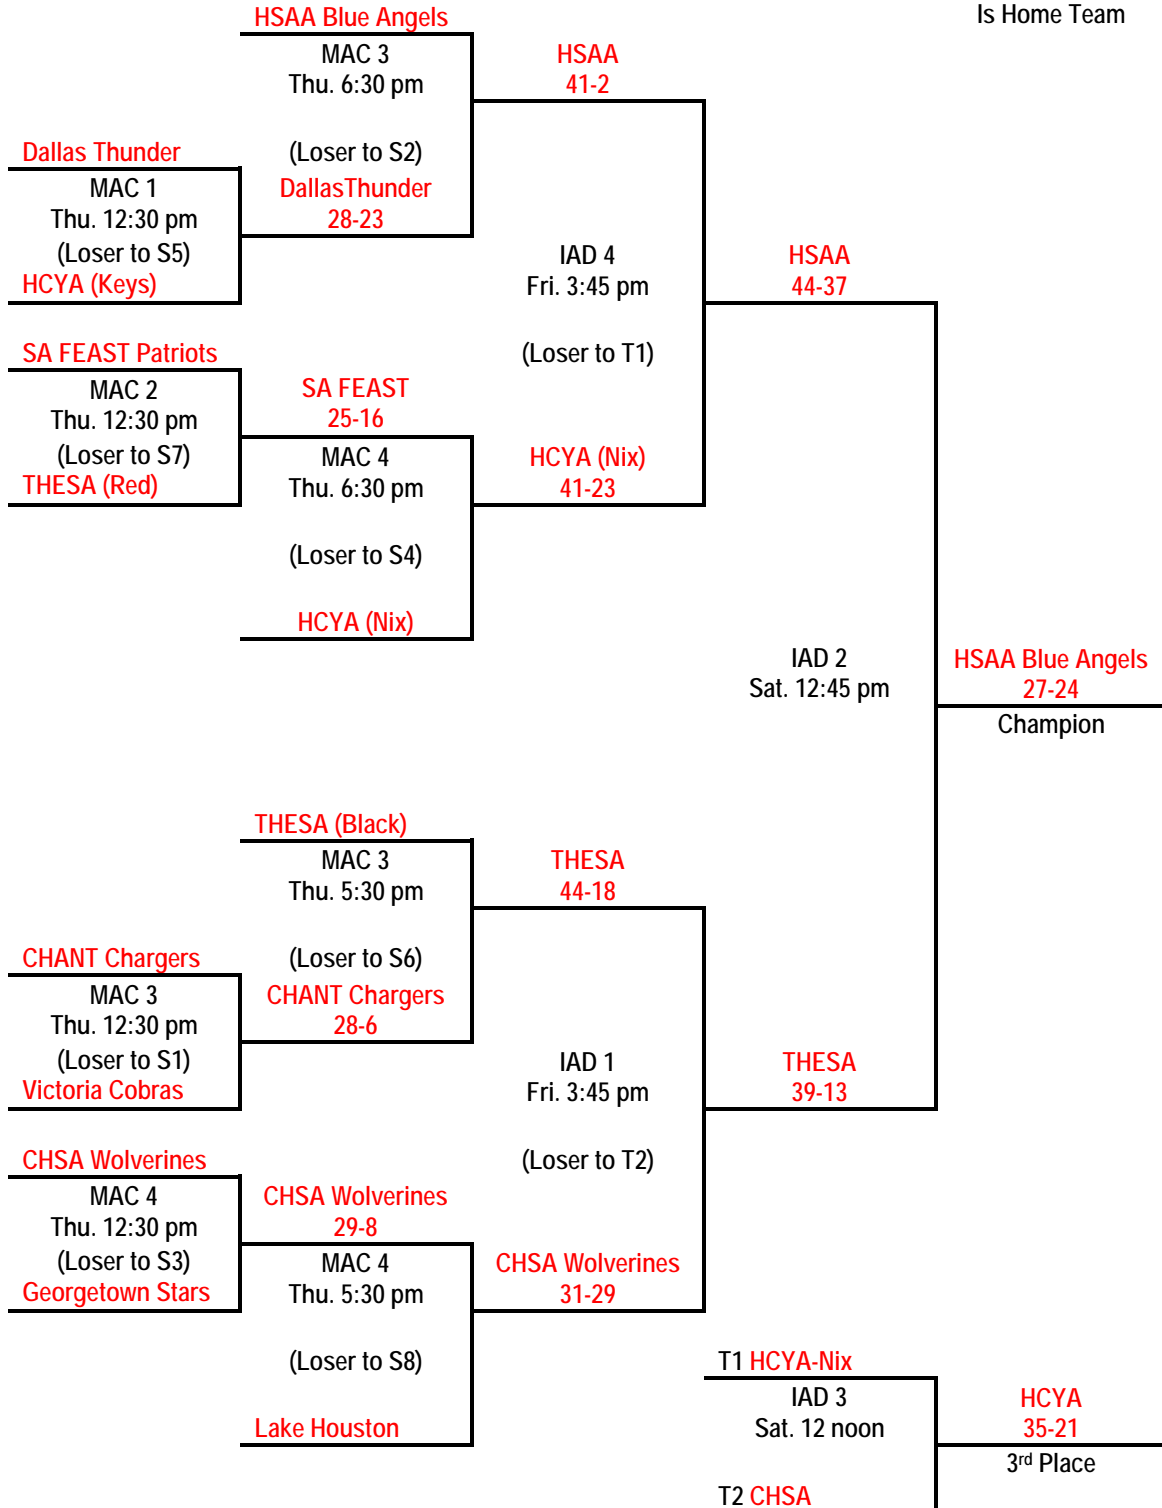 Is Home Team
HSAA Blue Angels
MAC 3
Thu. 6:30 pm
(Loser to S2)
HSAA
41-2
Dallas Thunder
MAC 1
Thu. 12:30 pm
(Loser to S5)
HCYA (Keys)
DallasThunder
28-23
IAD 4
Fri. 3:45 pm
(Loser to T1)
HSAA
44-37
SA FEAST Patriots
MAC 2
Thu. 12:30 pm
(Loser to S7)
THESA (Red)
SA FEAST
25-16
MAC 4
Thu. 6:30 pm
(Loser to S4)
HCYA (Nix)
HCYA (Nix)
41-23
IAD 2
Sat. 12:45 pm
HSAA Blue Angels
27-24
Champion
THESA (Black)
MAC 3
Thu. 5:30 pm
(Loser to S6)
THESA
44-18
CHANT Chargers
MAC 3
Thu. 12:30 pm
(Loser to S1)
Victoria Cobras
CHANT Chargers
28-6
IAD 1
Fri. 3:45 pm
(Loser to T2)
THESA
39-13
CHSA Wolverines
MAC 4
Thu. 12:30 pm
(Loser to S3)
Georgetown Stars
CHSA Wolverines
29-8
MAC 4
Thu. 5:30 pm
(Loser to S8)
Lake Houston
CHSA Wolverines
31-29
T1 HCYA-Nix
IAD 3
Sat. 12 noon
T2 CHSA
HCYA
35-21
3rd Place